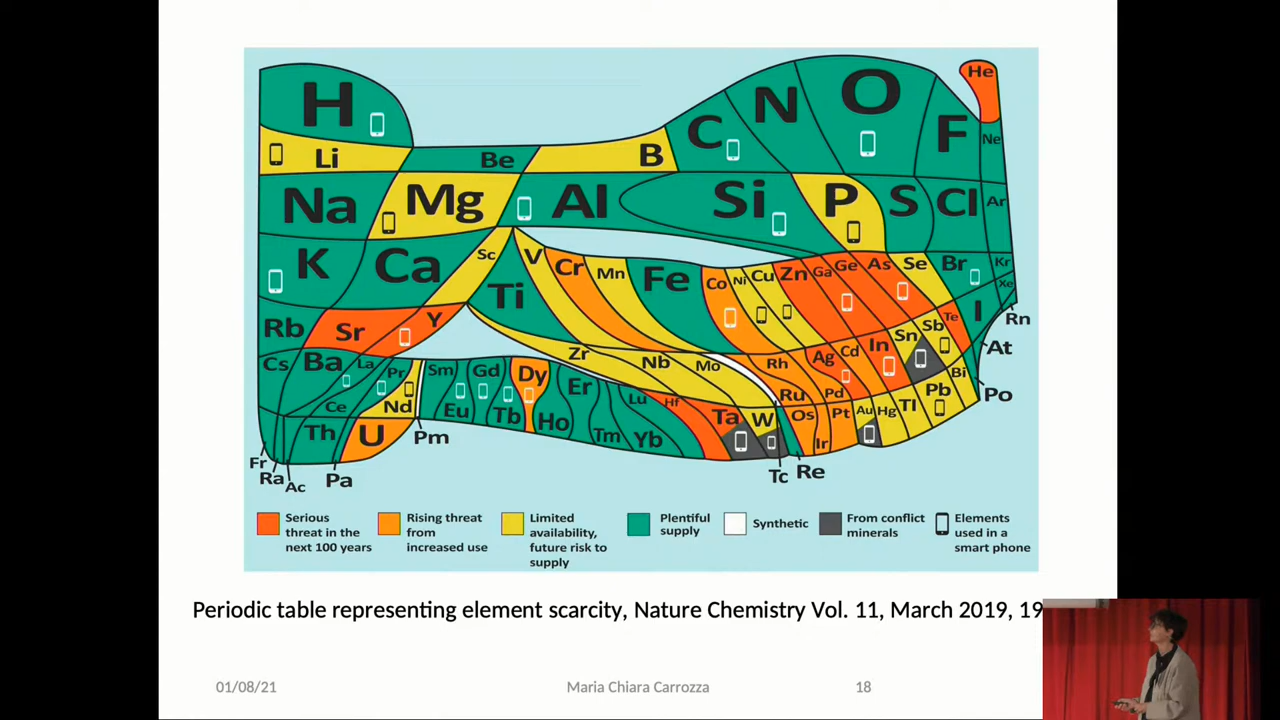 H
He
Li
Be
B
C
N
O
F
Ne
Na
Mg
Al
Si
P
S
Cl
Ar
K
Ca
Sc
Ti
V
Cr
Mn
Fe
Co
Ni
Cu
Zn
Ga
Ge
As
Se
Br
Kr
Rb
Sr
Y
Zr
Nb
Mo
Rh
Ru
Ag
Pd
Cd
In
Sn
Sb
Te
I
Xe
Rn
At
Po
Cs
Ba
La
Ce
Pr
Nd
Sm
Eu
Gd
Tb
Dy
Ho
Er
Tm
Yb
Lu
Hf
Ta
W
Os
Ir
Pt
Au
Hg
Tl
Pb
Bi
Th
U
Pm
Tc
Re
Fr
Ra
Ac
Pa
Serious
threat in the
next 100 years
Rising threat
from
increased use
Limited
availability,
future risk to
supply
Plentiful
supply
Synthetic
From conflict
minerals
Elements
used in a
smart phone
Periodic table representing element scarcity, Nature Chemistry Vol. 11, March 2019, 19
01/08/21 Maria Chiara Carrozza 18